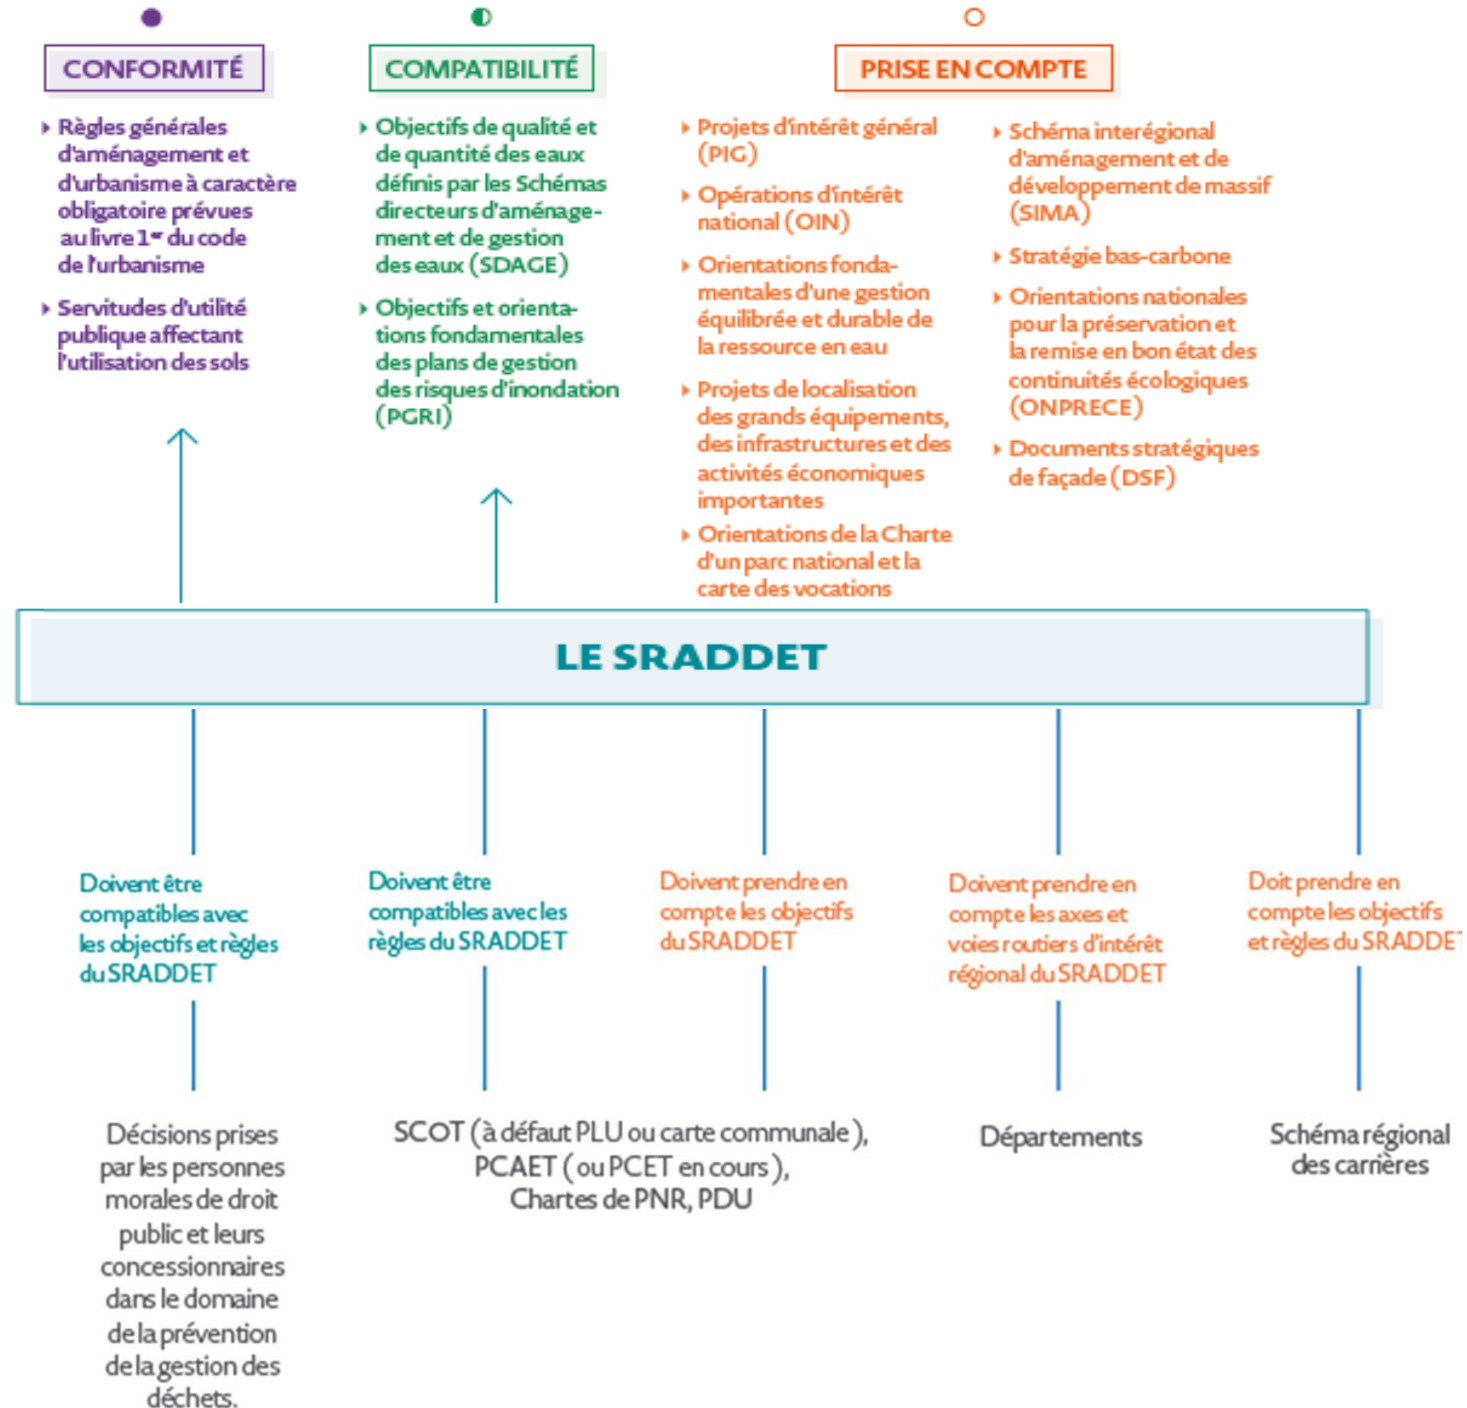 CONFORMITÉ
Règles générales
d'aménagement et
d'urbanisme à caractère
obligatoire prévues
au livre 1er du code
de l'urbanisme
Servitudes d'utilité
publique affectant
l'utilisation des sols
COMPATIBILITÉ
Objectifs de qualité et
de quantité des eaux
définis par les Schémas
directeurs d'aménage-
ment et de gestion
des eaux (SDAGE)
Objectifs et orienta-
tions fondamentales
des plans de gestion
des risques d'inondation
(PGRI)
PRISE EN COMPTE
Projets d'intérêt général
(PIG)
Opérations d'intérêt
national (OIN)
Orientations fonda-
mentales d'une gestion
équilibrée et durable de
la ressource en eau
Projets de localisation
des grands équipements,
des infrastructures et des
activités économiques
importantes
Orientations de la Charte
d'un parc national et la
carte des vocations
Schéma interégional
d'aménagement et de
développement de massif
(SIMA)
Stratégie bas-carbone
Orientations nationales
pour la préservation et
la remise en bon état des
continuités écologiques
(ONPRECE)
Documents stratégiques
de façade (DSF)
LE SRADDET
Doivent être
compatibles avec
les objectifs et règles
du SRADDET
Doivent être
compatibles avec les
règles du SRADDET
Doivent prendre en
compte les objectifs
du SRADDET
Doivent prendre en
compte les axes et
voies routiers d'intérêt
régional du SRADDET
Doit prendre en
compte les objectifs
et règles du SRADDET
Décisions prises
par les personnes
morales de droit
public et leurs
concessionnaires
dans le domaine
de la prévention
de la gestion des
déchets.
SCOT (à défaut PLU ou carte communale),
PCAET (ou PCET en cours),
Chartes de PNR, PDU
Départements
Schéma régional
des carrières